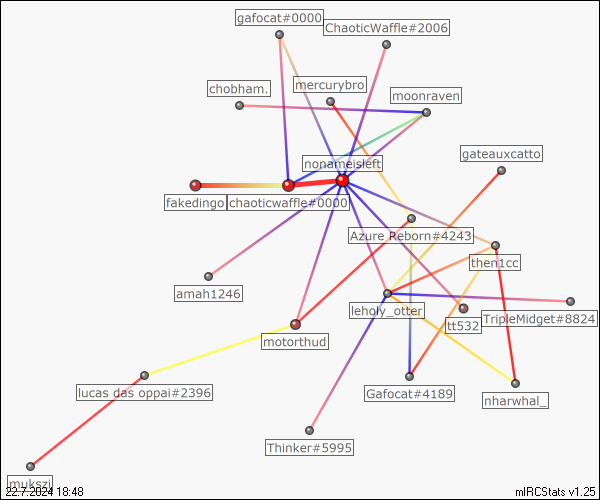 gafocat#0000
ChaoticWaffle#2006
chobham.
mercurybro
moonraven
nonameisleft
gateauxcatto
fakedingo
chaoticwaffle#0000
Azure Reborn#4243
then1cc
amah1246
leholy_otter
tt532
TripleMidget#8824
motorthud
lucas das oppai#2396
Gafocat#4189
nharwhal_
Thinker#5995
mukszi
22.7.2024 18:48
mIRCStats v1.25